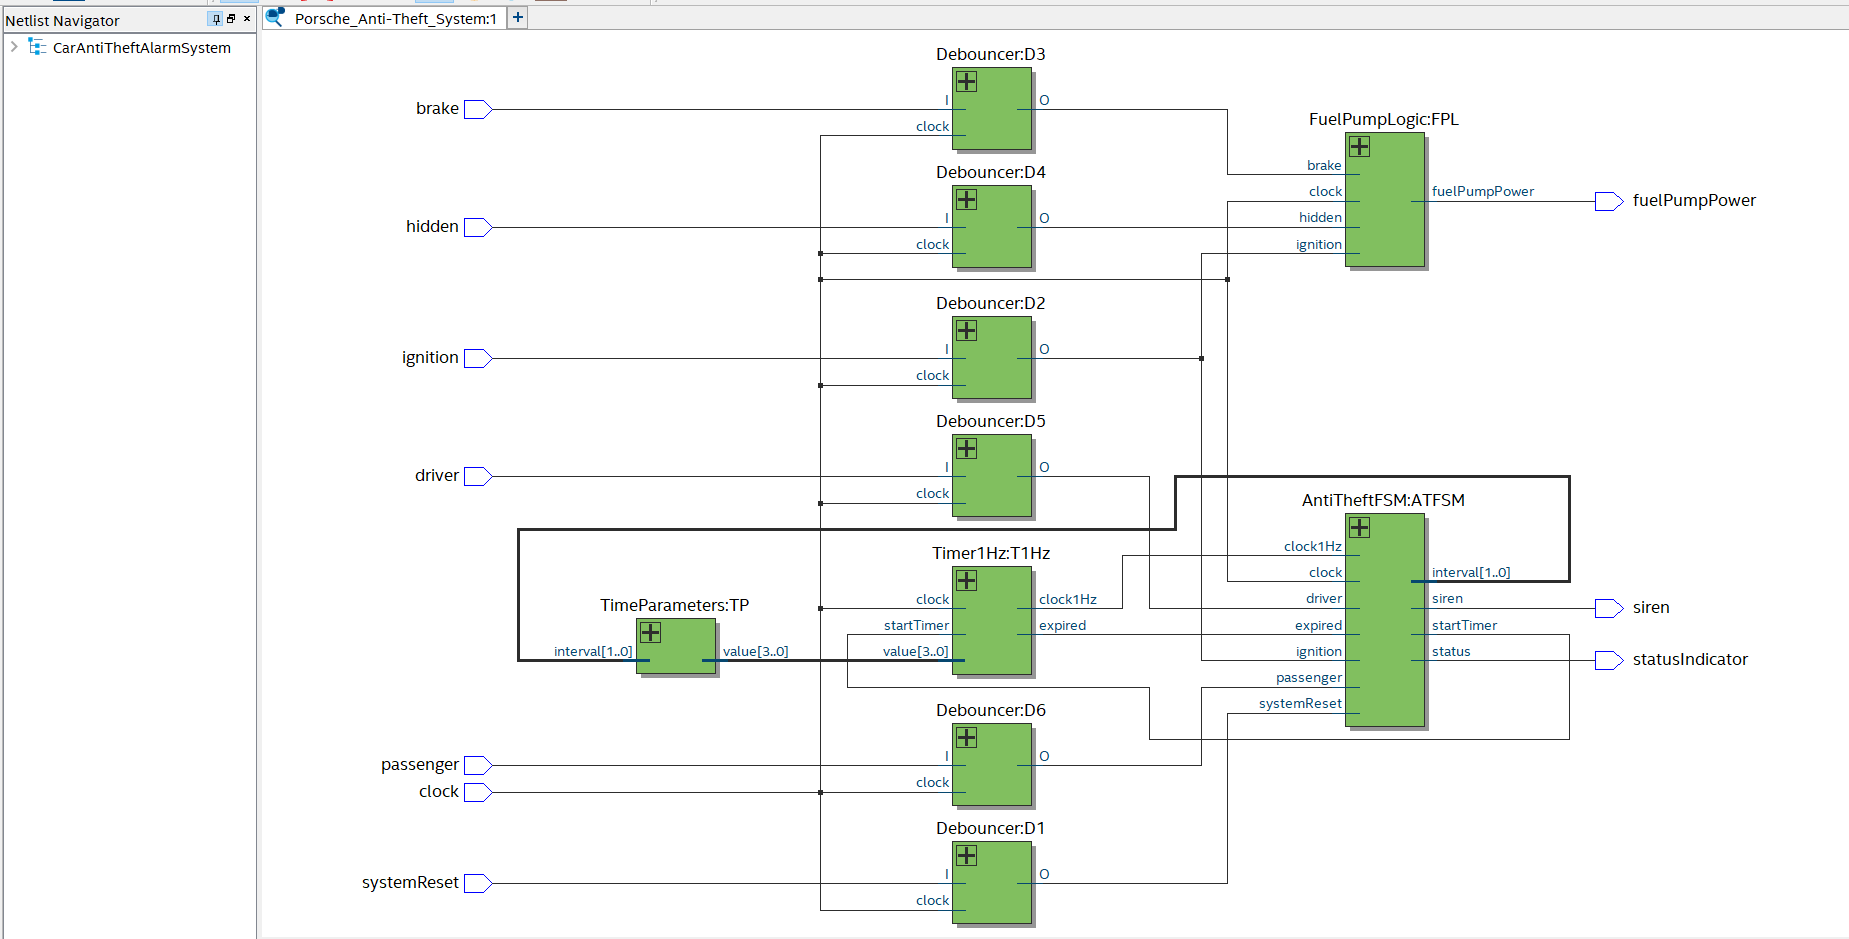 Netlist Navigator
CarAntiTheftAlarmSystem
Porsche_Anti-Theft_System:1
Debouncer:D3
brake
I
O
clock
FuelPumpLogic:FPL
brake
clock
hidden
ignition
fuelPumpPower
fuelPumpPower
Debouncer:D4
hidden
I
O
clock
Debouncer:D2
ignition
I
O
clock
Debouncer:D5
driver
I
O
clock
AntiTheftFSM:ATFSM
clock1Hz
clock
driver
expired
ignition
passenger
systemReset
interval[1..0]
siren
startTimer
status
siren
statusIndicator
Timer1Hz:T1Hz
clock
startTimer
value[3..0]
clock1Hz
expired
TimeParameters:TP
interval[1..0]
value[3..0]
Debouncer:D6
passenger
clock
I
O
clock
Debouncer:D1
systemReset
I
O
clock